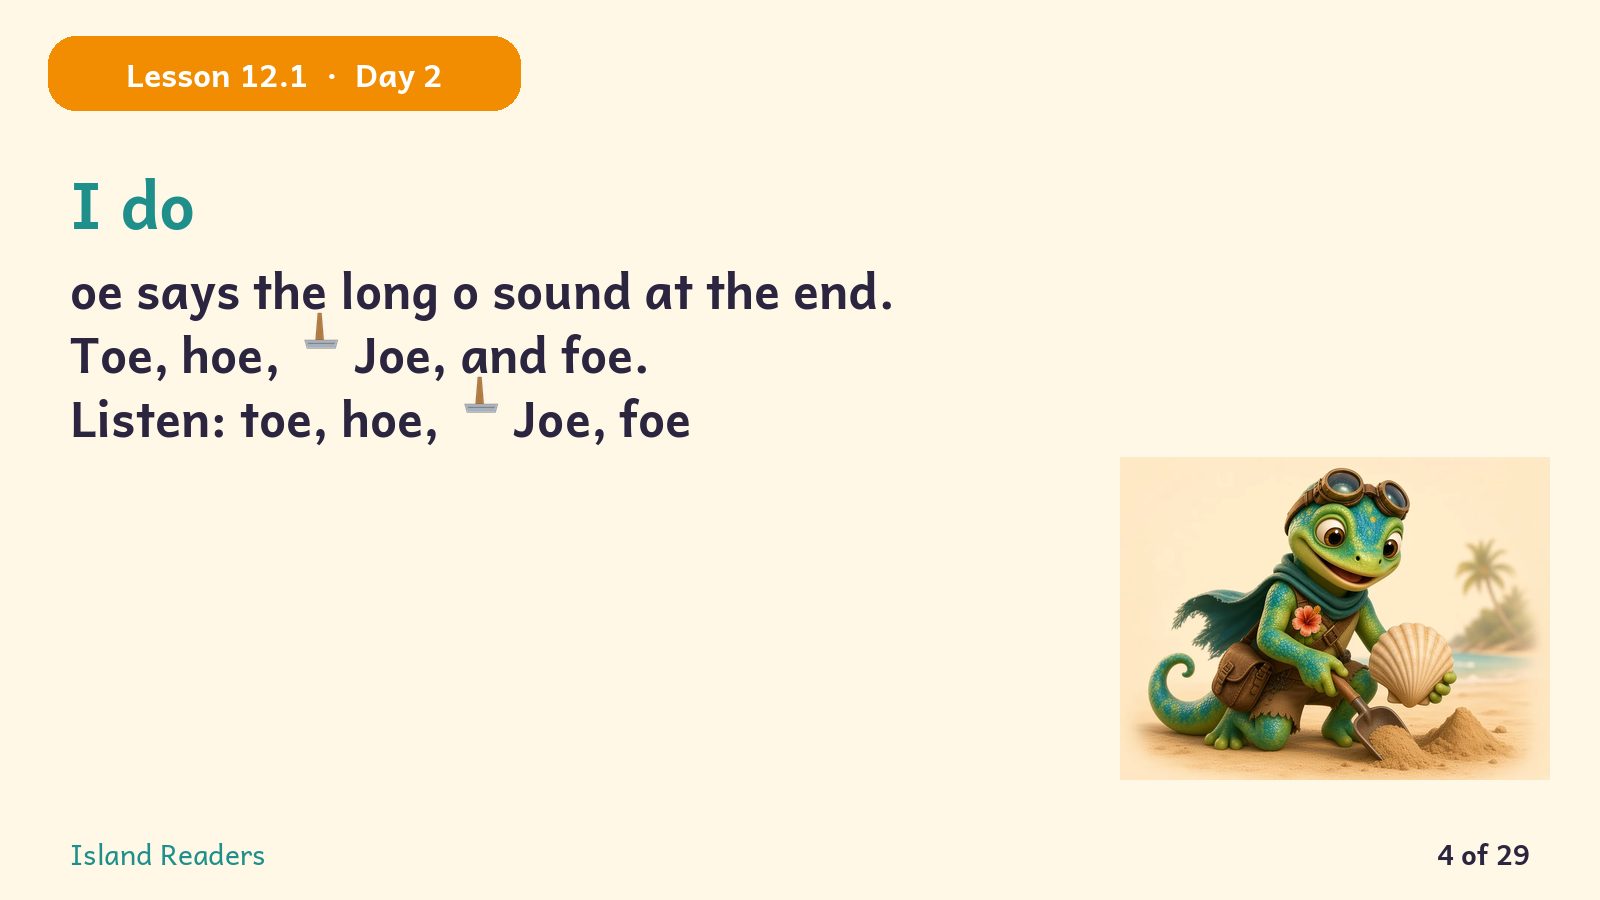 Lesson 12.1 · Day 2
I do
oe says the long o sound at the end.
Toe, hoe, Joe, and foe.
Listen: toe, hoe, Joe, foe
Island Readers
4 of 29